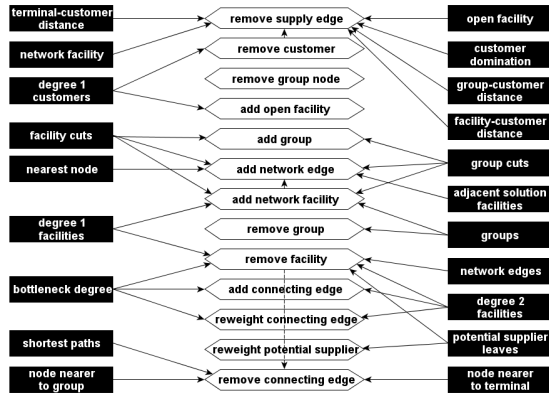 terminal-customer
distance
network facility
degree 1
customers
facility cuts
nearest node
degree 1
facilities
bottleneck degree
shortest paths
node nearer
to group
remove supply edge
remove customer
remove group node
add open facility
add group
add network edge
add network facility
remove group
remove facility
add connecting edge
reweight connecting edge
reweight potential supplier
remove connecting edge
open facility
customer
domination
group-customer
distance
facility-customer
distance
group cuts
adjacent solution
facilities
groups
network edges
degree 2
facilities
potential supplier
leaves
node nearer
to terminal